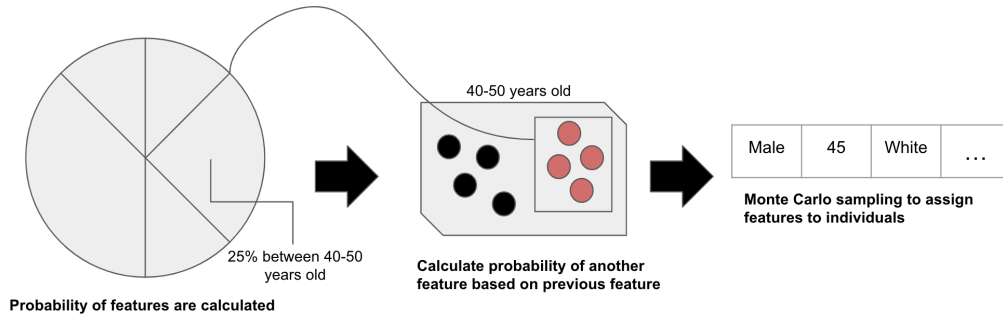 25% between 40-50
years old
Probability of features are calculated
40-50 years old
Calculate probability of another
feature based on previous feature
Male 45 White ...
Monte Carlo sampling to assign
features to individuals